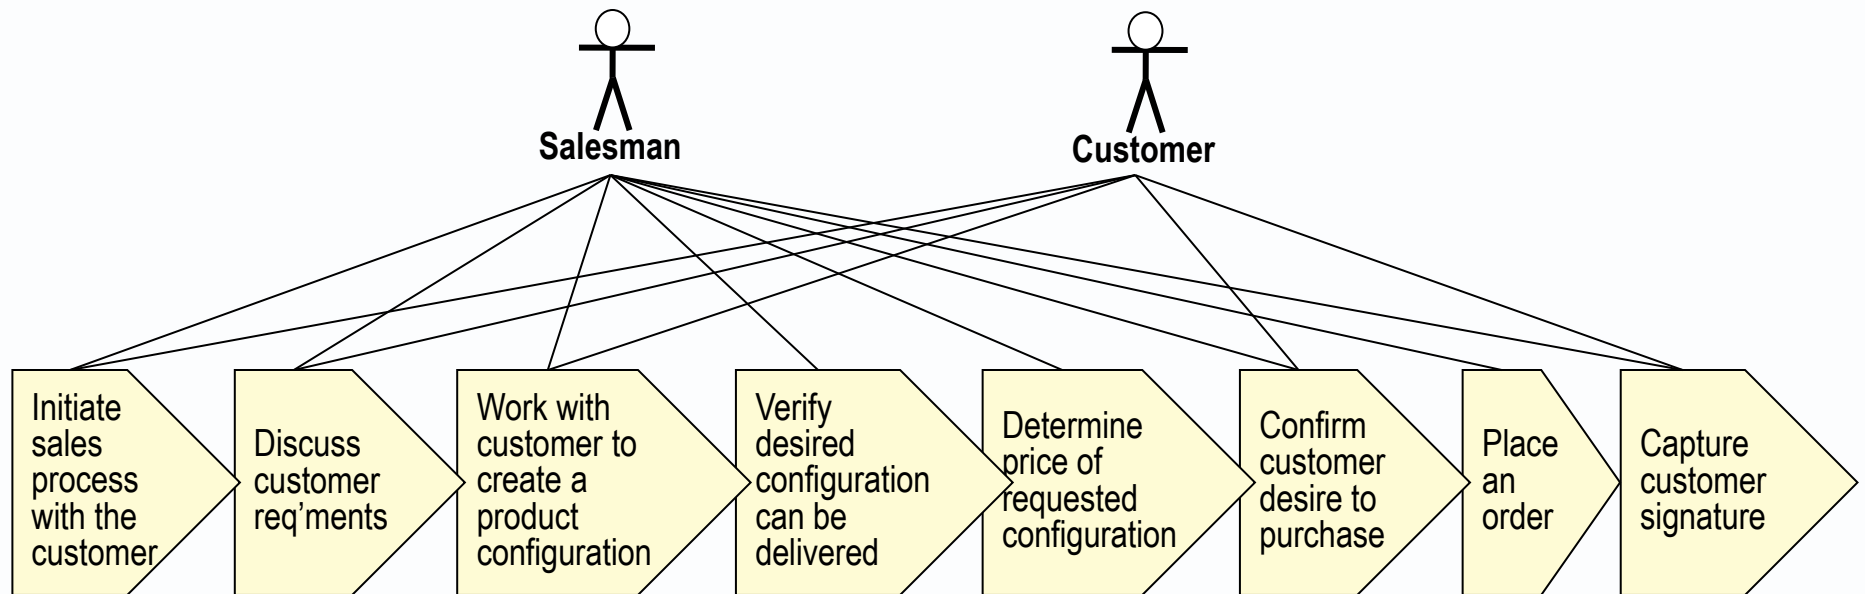 Salesman
Customer
Initiate
sales
process
with the
customer
Discuss
customer
req’ments
Work with
customer to
create a
product
configuration
Verify
desired
configuration
can be
delivered
Determine
price of
requested
configuration
Confirm
customer
desire to
purchase
Place
an
order
Capture
customer
signature